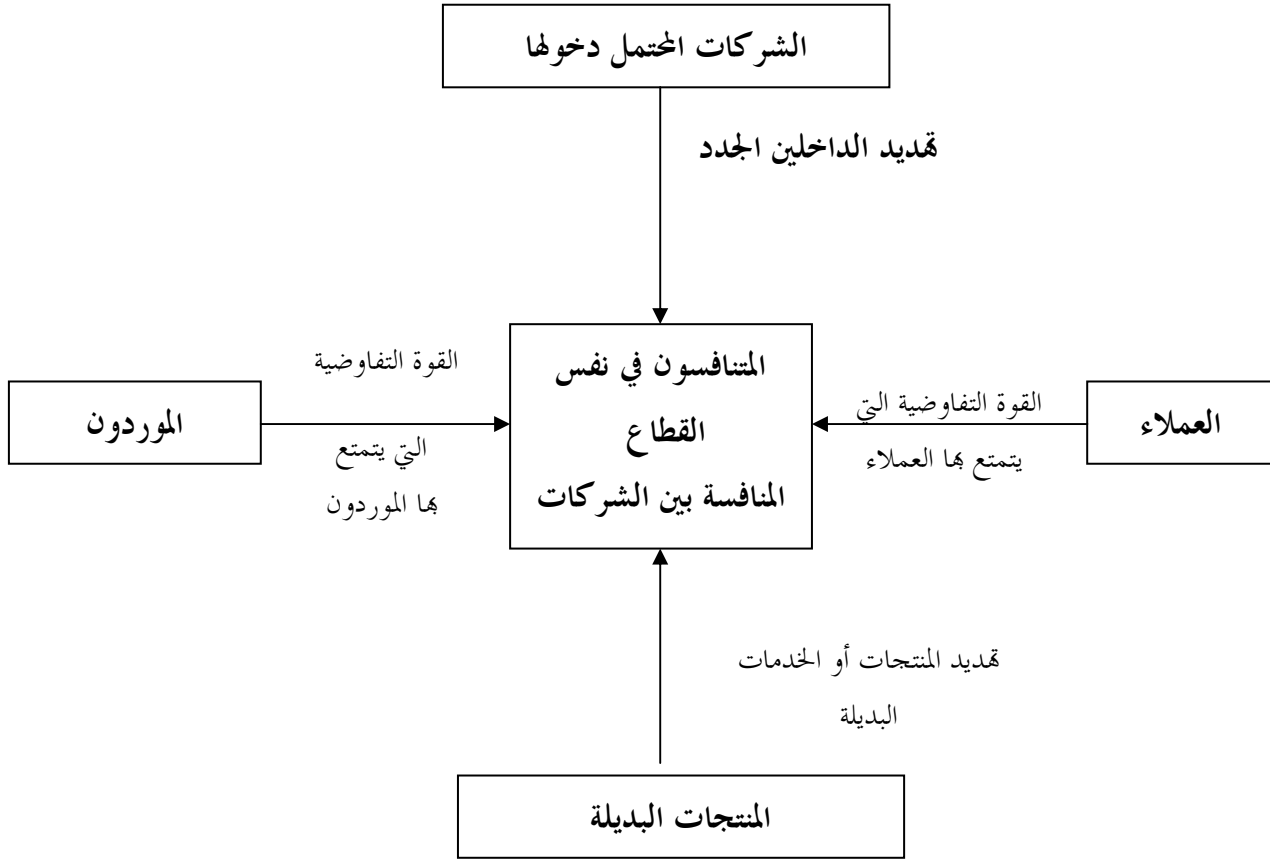 الشركات المحتمل دخولها
تهديد الداخلين الجدد
المتنافسون في نفس
القطاع
المنافسة بين الشركات
العملاء
القوة التفاوضية التي
يتمتع بها العملاء
القوة التفاوضية
التي يتمتع
بها الموردون
الموردون
تهديد المنتجات أو الخدمات
البديلة
المنتجات البديلة